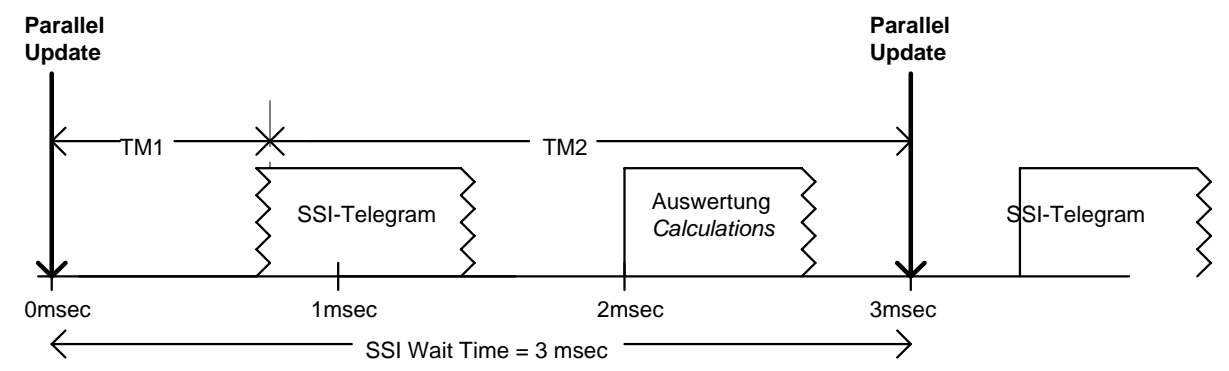 Parallel
Update
Parallel
Update
TM1
TM2
SSI-Telegram
Auswertung
Calculations
SSI-Telegram
0msec
1msec
2msec
3msec
SSI Wait Time = 3 msec